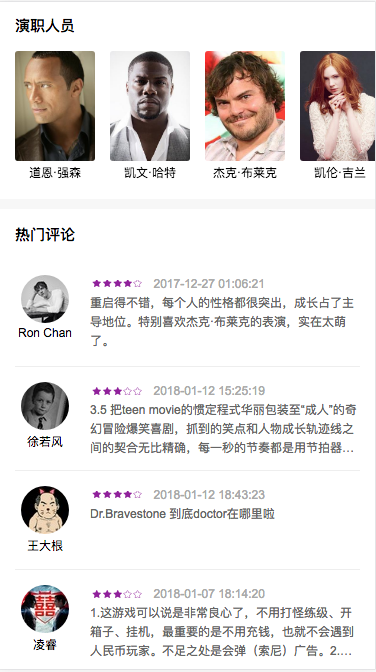 演职人员
道恩·强森
凯文·哈特
杰克·布莱克
凯伦·吉兰
热门评论
2017-12-27 01:06:21
重启得不错，每个人的性格都很突出，成长占了主
导地位。特别喜欢杰克·布莱克的表演，实在太萌
了。
Ron Chan
2018-01-12 15:25:19
3.5 把teen movie的惯定程式华丽包装至“成人”的奇
幻冒险爆笑喜剧，抓到的笑点和人物成长轨迹线之
间的契合无比精确，每一秒的节奏都是用节拍器…
徐若风
2018-01-12 18:43:23
Dr.Bravestone 到底doctor在哪里啦
王大根
2018-01-07 18:14:20
1.这游戏可以说是非常良心了，不用打怪练级、开
箱子、挂机，最重要的是不用充钱，也就不会遇到
人民币玩家。不足之处是会弹（索尼）广告。2.…
凌睿